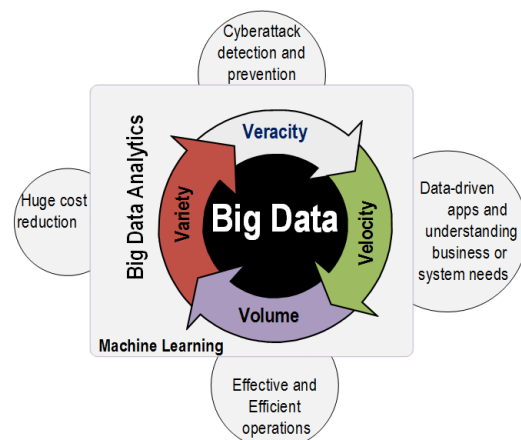 Cyberattack
detection and
prevention
Big Data Analytics
Veracity
Huge cost
reduction
Variety
Big Data
Velocity
Data-driven
apps and
understanding
business or
system needs
Volume
Machine Learning
Effective and
Efficient
operations